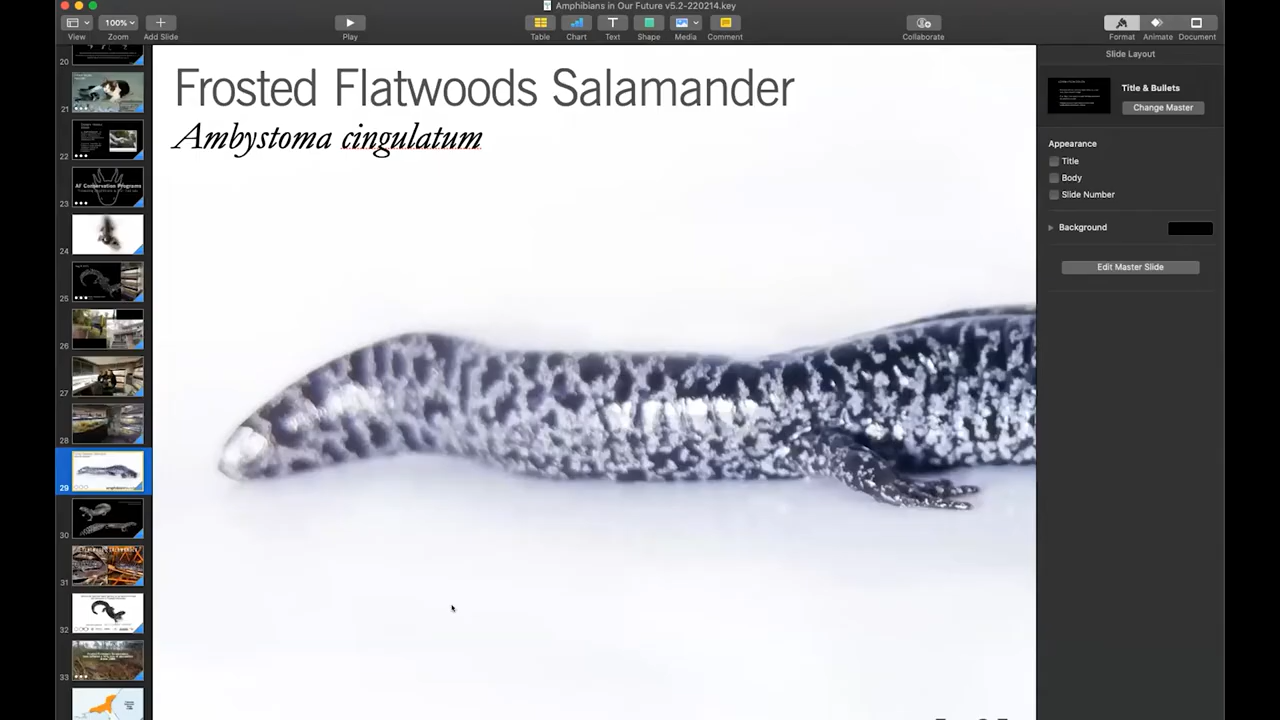 Amphibians in Our Future v5.2-220214.key
100%
View
Zoom
Add Slide
Play
Table
Chart
Text
Shape
Media
Comment
Collaborate
Format
Animate
Document
20
21
22
23
24
25
26
27
28
29
30
31
32
33
AF Conservation Programs
Frosted Flatwoods Salamander
Ambystoma cingulatum
Slide Layout
Title & Bullets
Change Master
Appearance
Title
Body
Slide Number
Background
Edit Master Slide